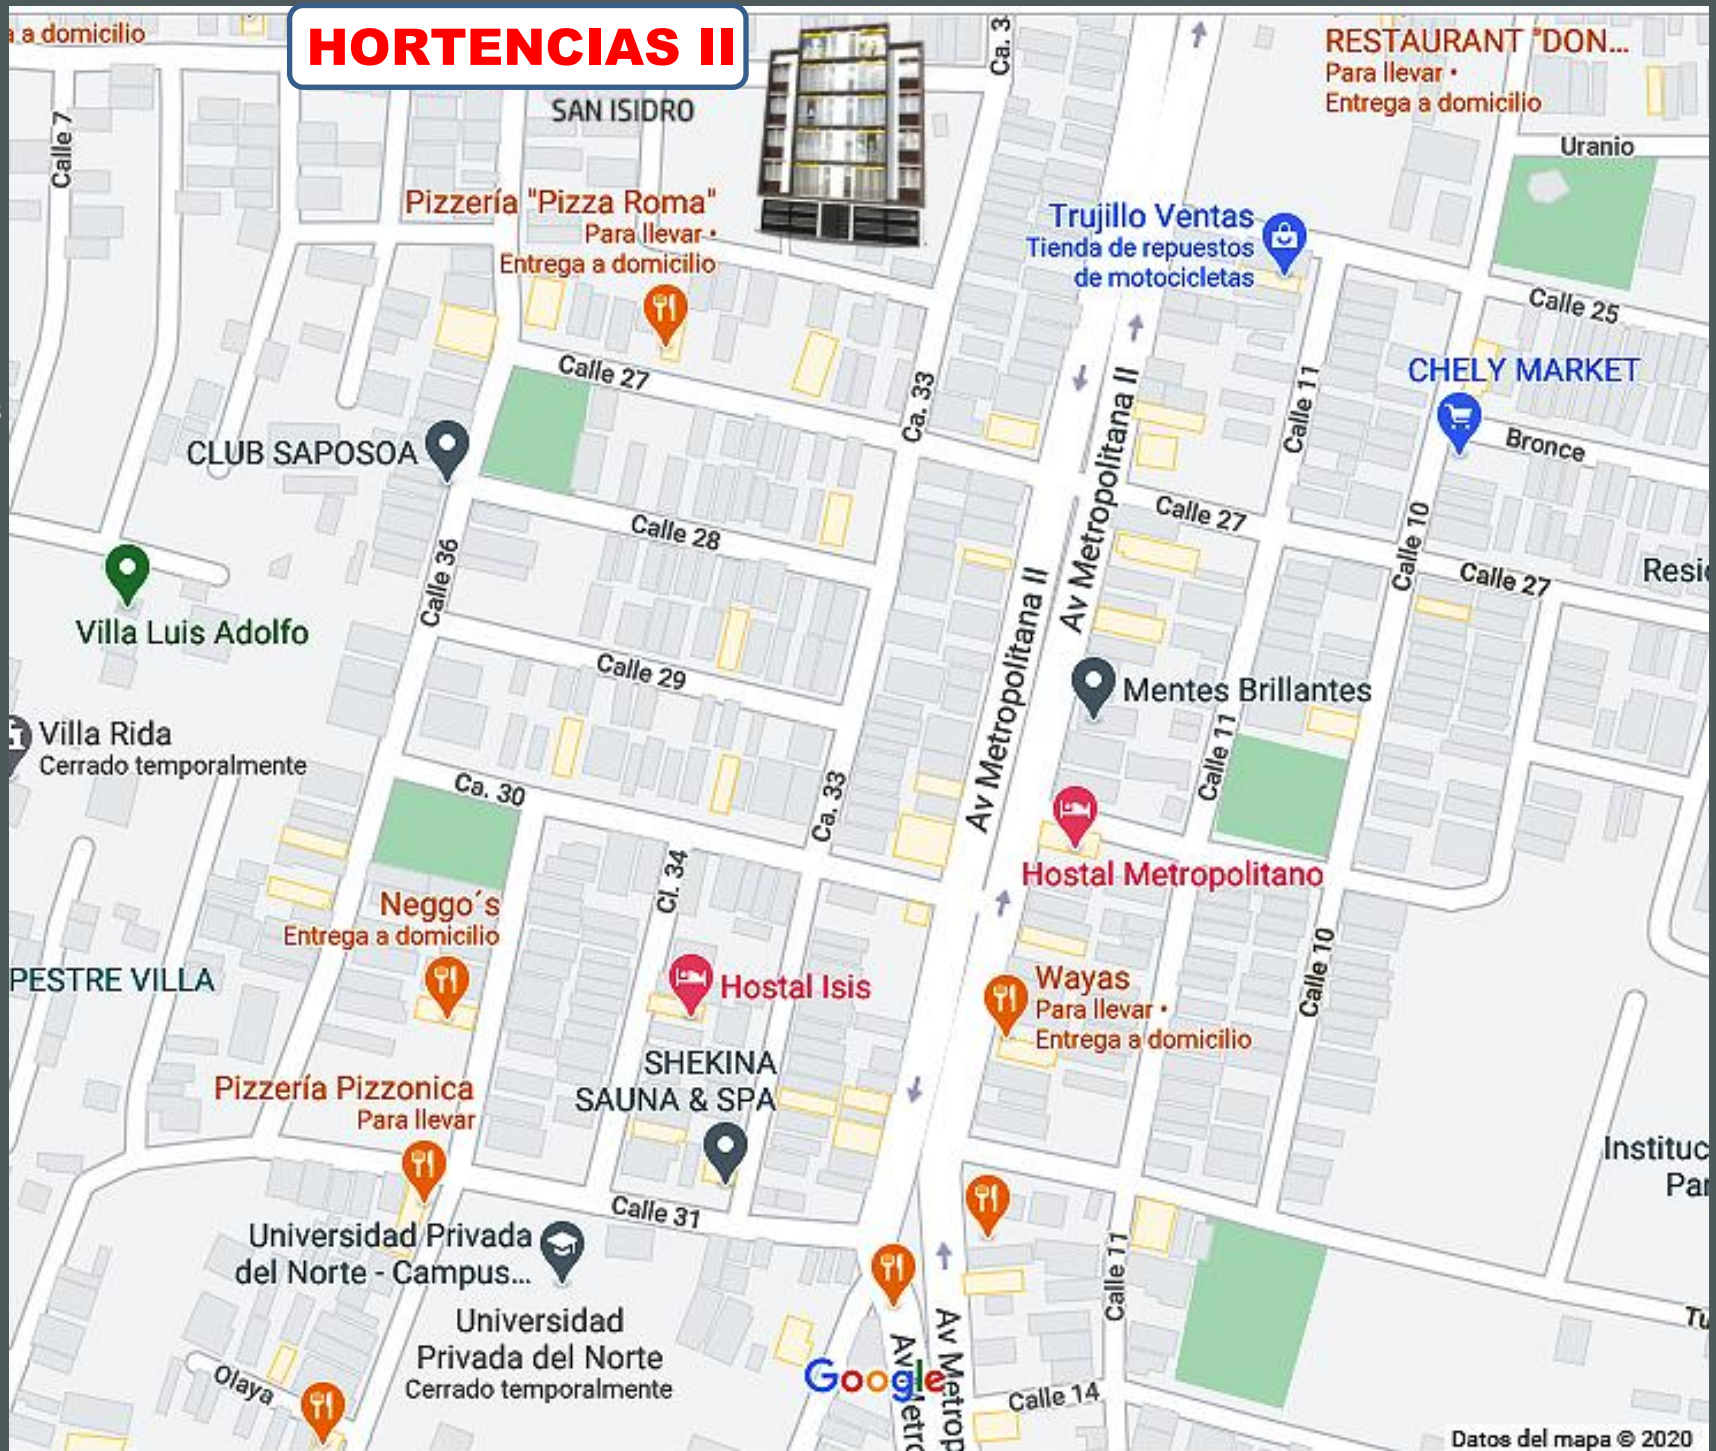 a domicilio
HORTENCIAS II
Ca. 3
RESTAURANT "DON...
Para llevar •
Entrega a domicilio
SAN ISIDRO
Calle 7
Uranio
Pizzería "Pizza Roma"
Para llevar •
Entrega a domicilio
Trujillo Ventas
Tienda de repuestos
de motocicletas
Calle 25
Calle 27
CHELY MARKET
Ca. 33
Calle 11
Av Metropolitana II
Bronce
CLUB SAPOSOA
Calle 28
Calle 27
Calle 10
Calle 27
Resi
Calle 36
Villa Luis Adolfo
Av Metropolitana II
Calle 29
Mentes Brillantes
Villa Rida
Cerrado temporalmente
Calle 11
Ca. 30
Ca. 33
Hostal Metropolitano
Cl. 34
Neggo´s
Entrega a domicilio
PESTRE VILLA
Hostal Isis
Wayas
Para llevar •
Entrega a domicilio
Calle 10
SHEKINA
SAUNA & SPA
Pizzería Pizzonica
Para llevar
Instituc
Par
Calle 31
Universidad Privada
del Norte - Campus...
Calle 11
Universidad
Privada del Norte
Cerrado temporalmente
Tu
Av Metro
Av Metrop
Olaya
Google
Calle 14
Datos del mapa © 2020